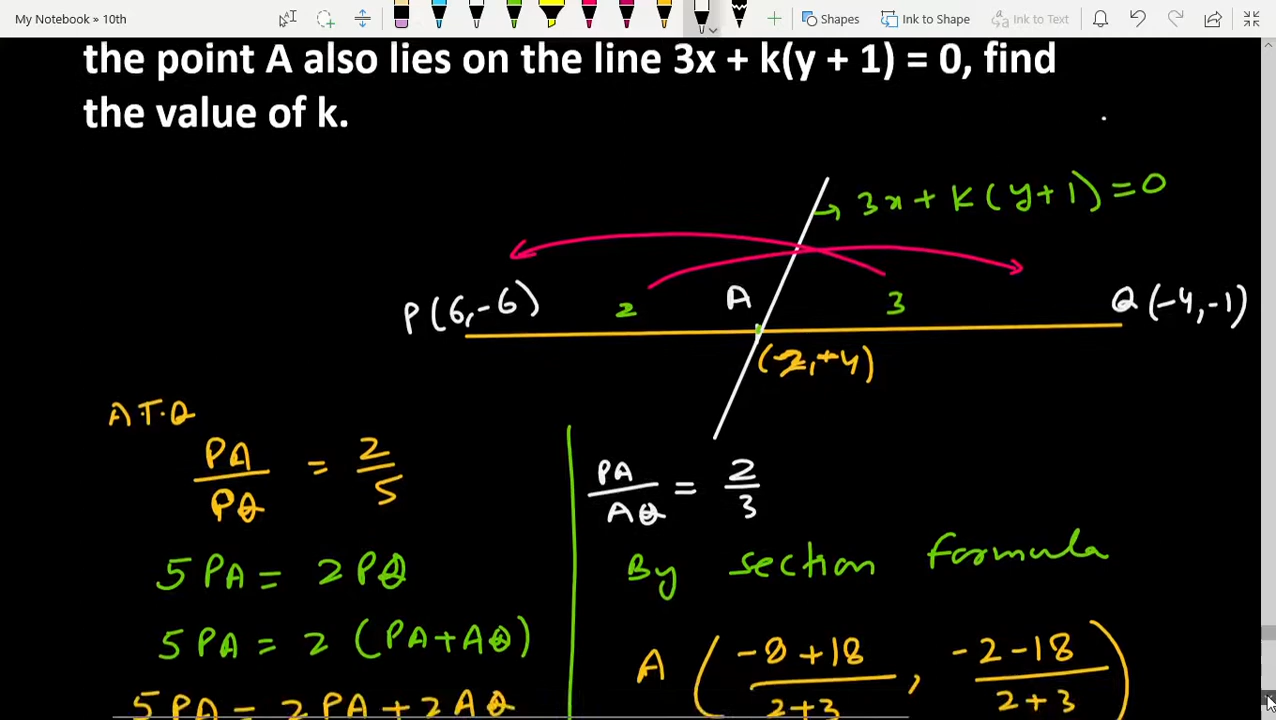 My Notebook » 10th
Shapes
Ink to Shape
Ink to Text
the point A also lies on the line 3x + k(y + 1) = 0, find
the value of k.
→ 3x + k(y+1) = 0
P(6,-6) 2 A 3 Q(-4,-1)
(-2,+4)
A.T.Q
PA/PQ = 2/5
5PA = 2PQ
5PA = 2 (PA+AQ)
5PA = 2PA + 2AQ
PA/AQ = 2/3
By section formula
A ( -8+18 / 2+3 , -2-18 / 2+3 )